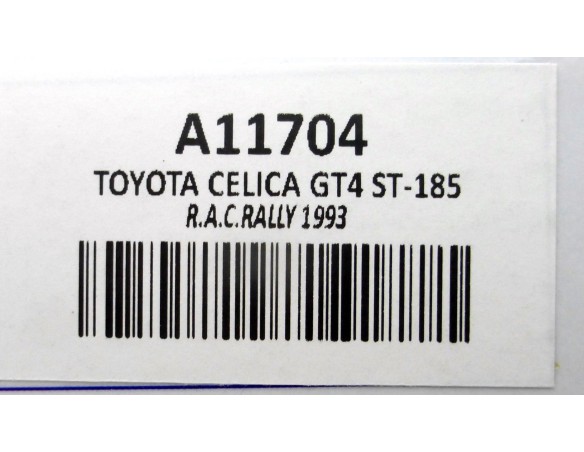 A11704
TOYOTA CELICA GT4 ST-185
R.A.C.RALLY 1993